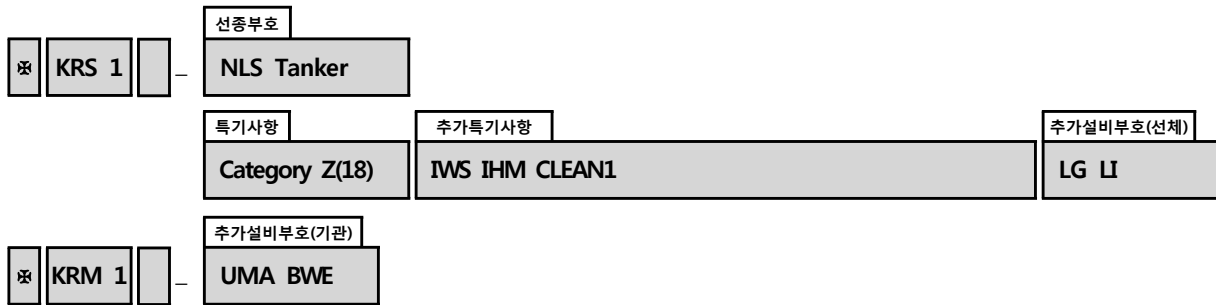 선종부호
✠ KRS 1 – NLS Tanker
특기사항 추가특기사항 추가설비부호(선체)
Category Z(18) IWS IHM CLEAN1 LG LI
추가설비부호(기관)
✠ KRM 1 – UMA BWE